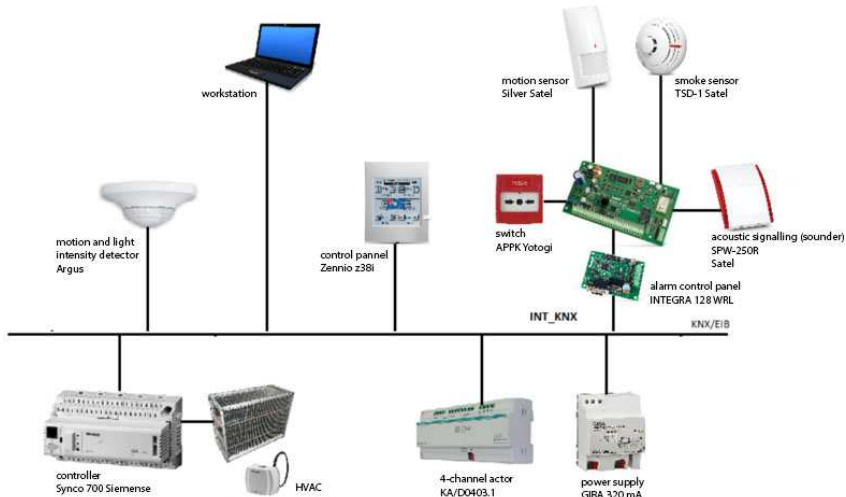 workstation
motion sensor
Silver Satel
smoke sensor
TSD-1 Satel
motion and light
intensity detector
Argus
control pannel
Zennio z38i
switch
APPK Yotogi
acoustic signalling (sounder)
SPW-250R
Satel
alarm control panel
INTEGRA 128 WRL
INT_KNX
KNX/EIB
controller
Synco 700 Siemense
HVAC
4-channel actor
KA/D0403.1
power supply
GIRA 320 mA